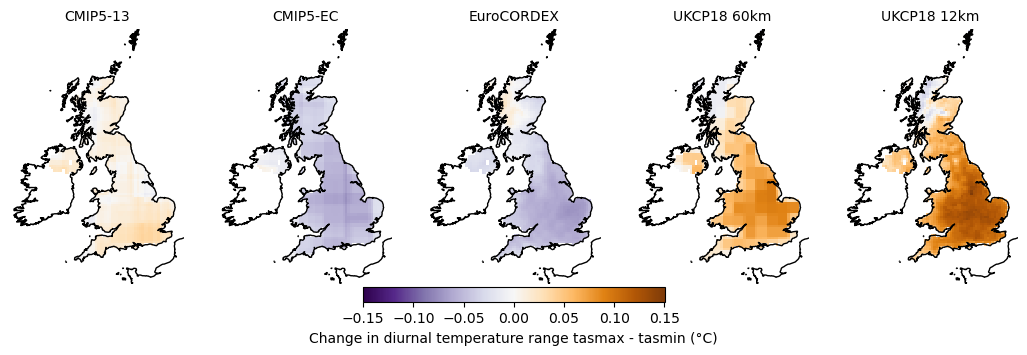 CMIP5-13 CMIP5-EC EuroCORDEX UKCP18 60km UKCP18 12km
−0.15 −0.10 −0.05 0.00 0.05 0.10 0.15
Change in diurnal temperature range tasmax - tasmin (°C)